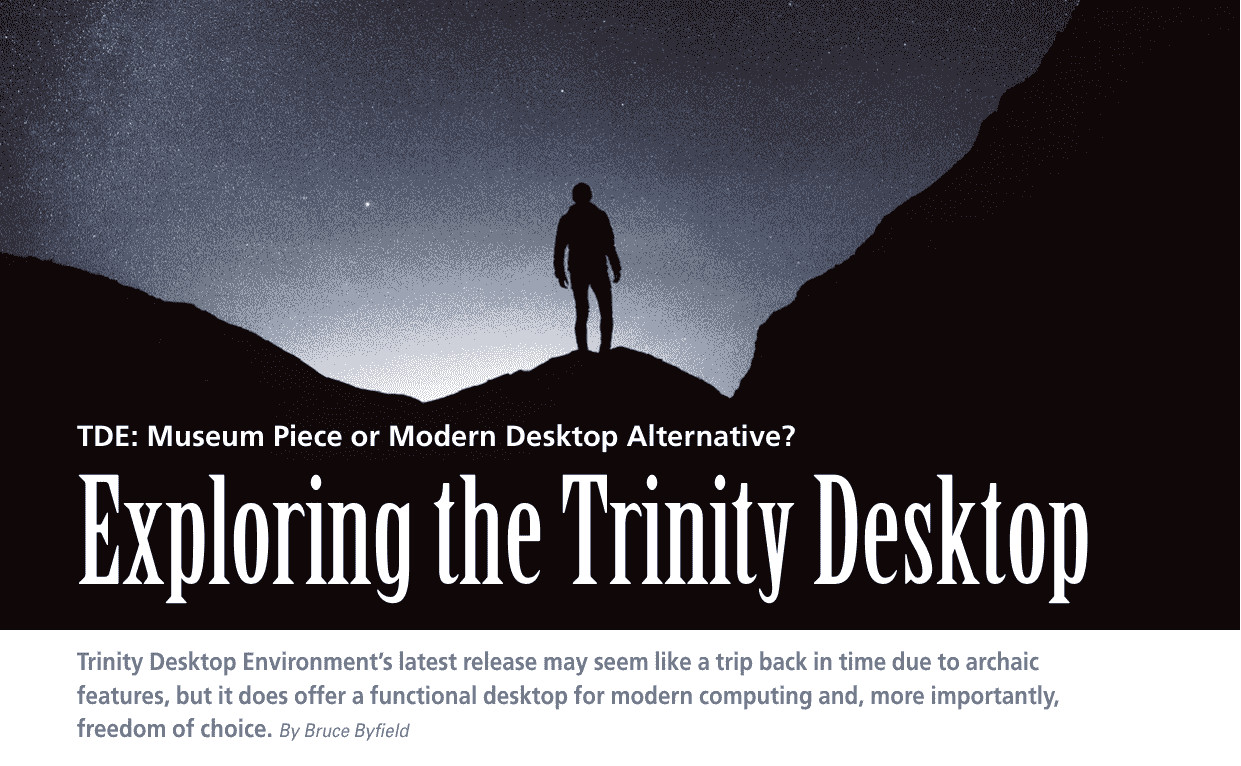 TDE: Museum Piece or Modern Desktop Alternative?
Exploring the Trinity Desktop
Trinity Desktop Environment’s latest release may seem like a trip back in time due to archaic
features, but it does offer a functional desktop for modern computing and, more importantly,
freedom of choice. By Bruce Byfield